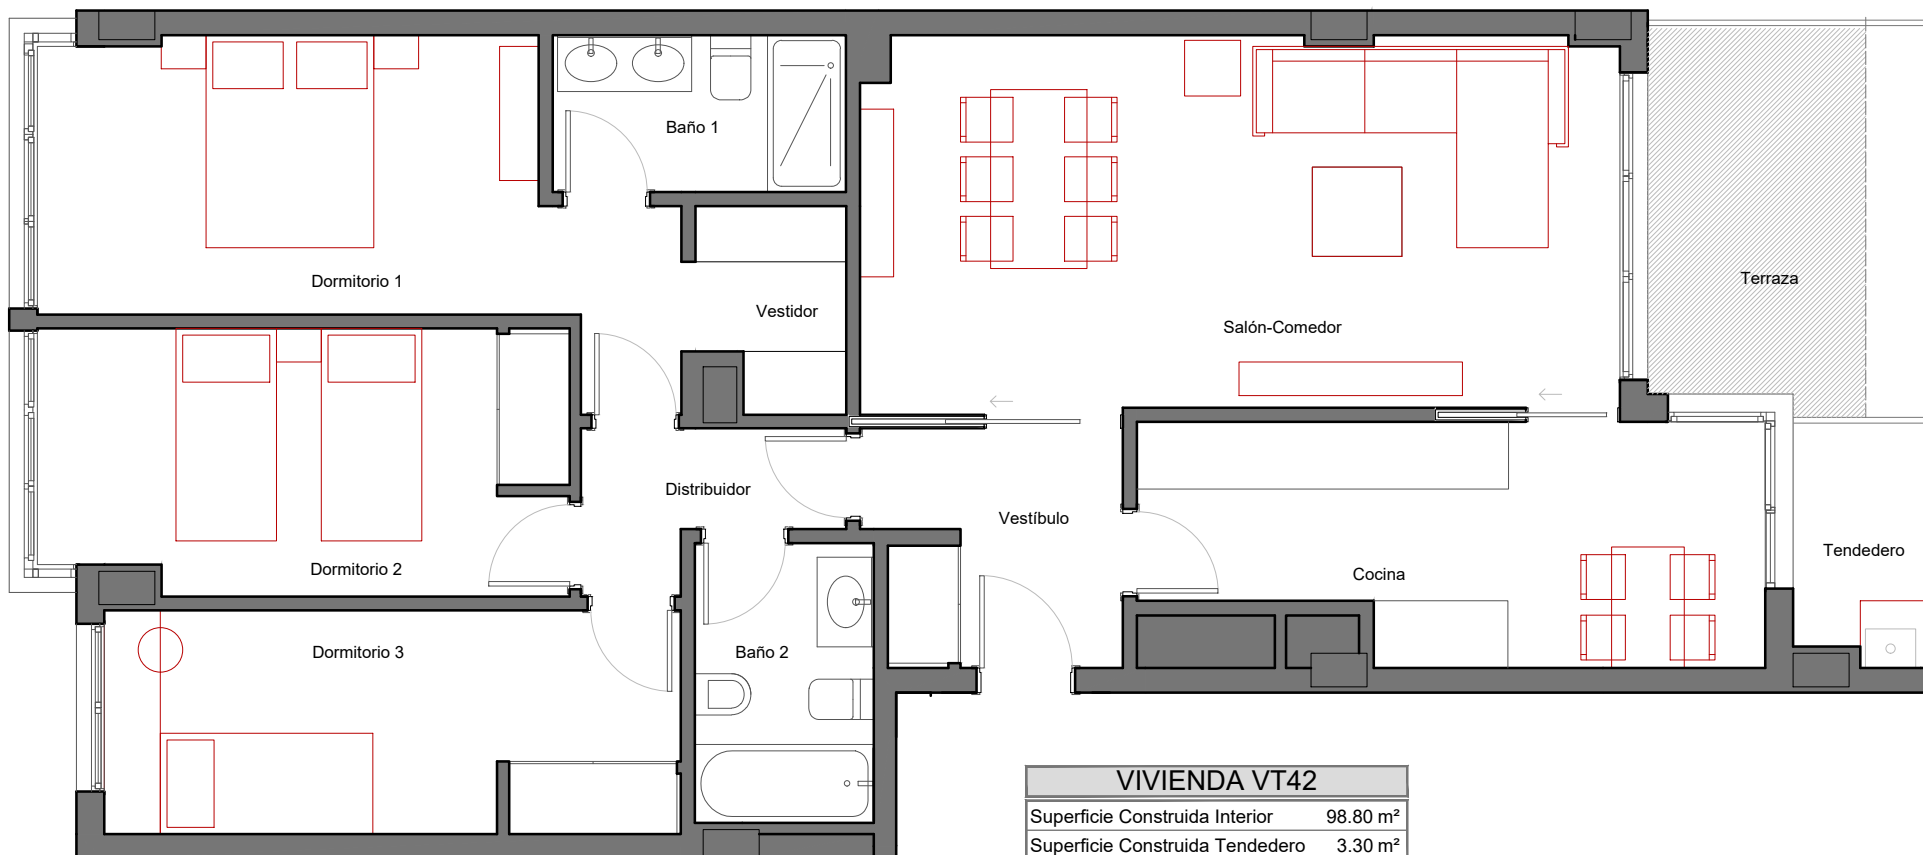 Baño 1
Dormitorio 1
Vestidor
Salón-Comedor
Terraza
Distribuidor
Vestíbulo
Dormitorio 2
Cocina
Tendedero
Dormitorio 3
Baño 2
VIVIENDA VT42
Superficie Construida Interior 98.80 m²
Superficie Construida Tendedero 3.30 m²